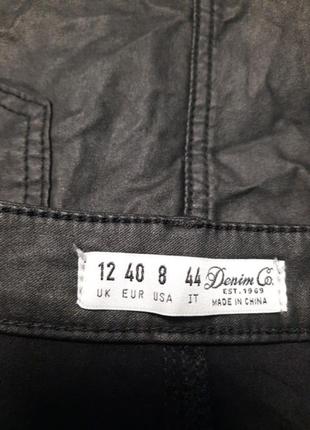 12 40 8 44 Denim Co.
EST. 1969
UK EUR USA IT MADE IN CHINA